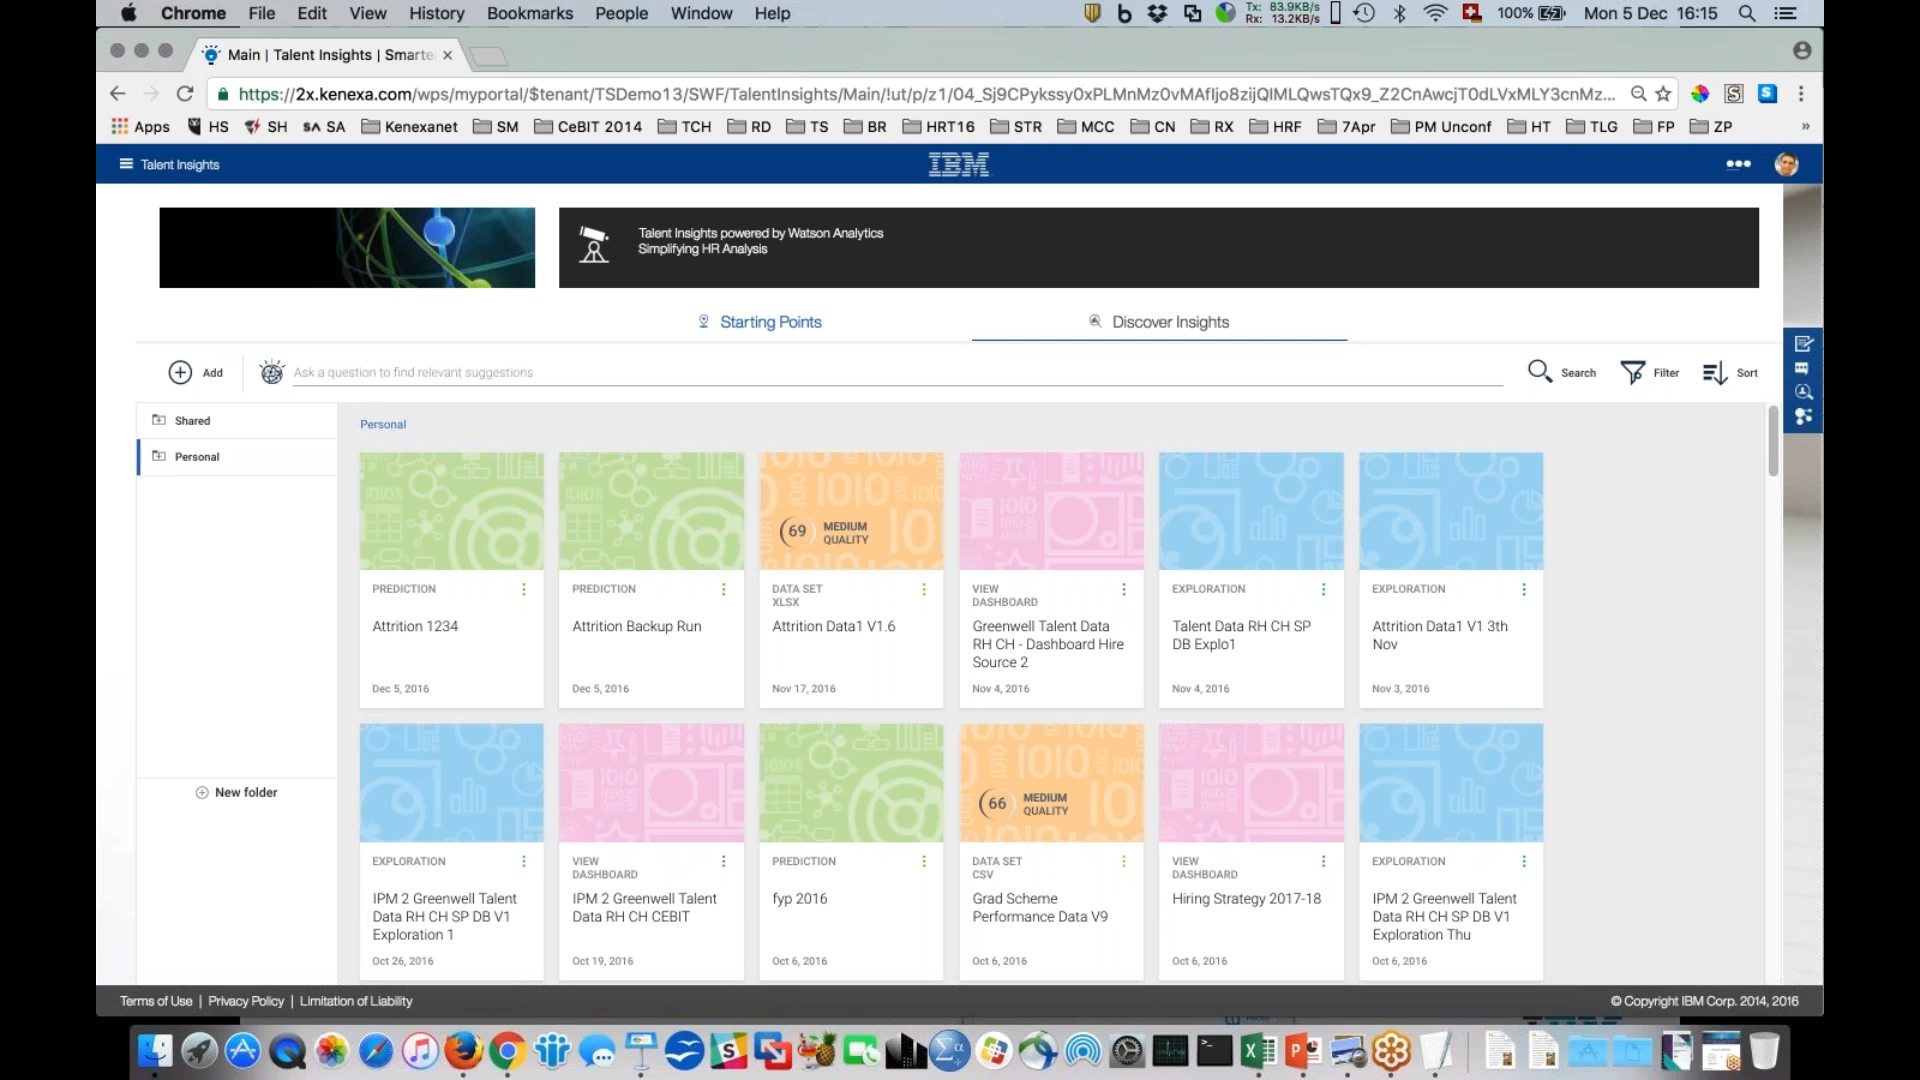 Chrome File Edit View History Bookmarks People Window Help
Tx: 83.9KB/s
Rx: 13.2KB/s
100% Mon 5 Dec 16:15
Main | Talent Insights | Smarte
https://2x.kenexa.com/wps/myportal/$tenant/TSDemo13/SWF/TalentInsights/Main/!ut/p/z1/04_Sj9CPykssy0xPLMnMz0vMAfIjo8zijQIMLQwsTQx9_Z2CnAwcjT0dLVxMLY3cnMz...
Apps HS SH SA Kenexanet SM CeBIT 2014 TCH RD TS BR HRT16 STR MCC CN RX HRF 7Apr PM Unconf HT TLG FP ZP »
Talent Insights
IBM
Talent Insights powered by Watson Analytics
Simplifying HR Analysis
Starting Points
Discover Insights
Add
Ask a question to find relevant suggestions
Search
Filter
Sort
Shared
Personal
New folder
Personal
PREDICTION
Attrition 1234
Dec 5, 2016
PREDICTION
Attrition Backup Run
Dec 5, 2016
69 MEDIUM
QUALITY
DATA SET
XLSX
Attrition Data1 V1.6
Nov 17, 2016
VIEW
DASHBOARD
Greenwell Talent Data
RH CH - Dashboard Hire
Source 2
Nov 4, 2016
EXPLORATION
Talent Data RH CH SP
DB Explo1
Nov 4, 2016
EXPLORATION
Attrition Data1 V1 3th
Nov
Nov 3, 2016
EXPLORATION
IPM 2 Greenwell Talent
Data RH CH SP DB V1
Exploration 1
Oct 26, 2016
VIEW
DASHBOARD
IPM 2 Greenwell Talent
Data RH CH CEBIT
Oct 19, 2016
PREDICTION
fyp 2016
Oct 6, 2016
66 MEDIUM
QUALITY
DATA SET
CSV
Grad Scheme
Performance Data V9
Oct 6, 2016
VIEW
DASHBOARD
Hiring Strategy 2017-18
Oct 6, 2016
EXPLORATION
IPM 2 Greenwell Talent
Data RH CH SP DB V1
Exploration Thu
Oct 6, 2016
Terms of Use | Privacy Policy | Limitation of Liability
© Copyright IBM Corp. 2014, 2016